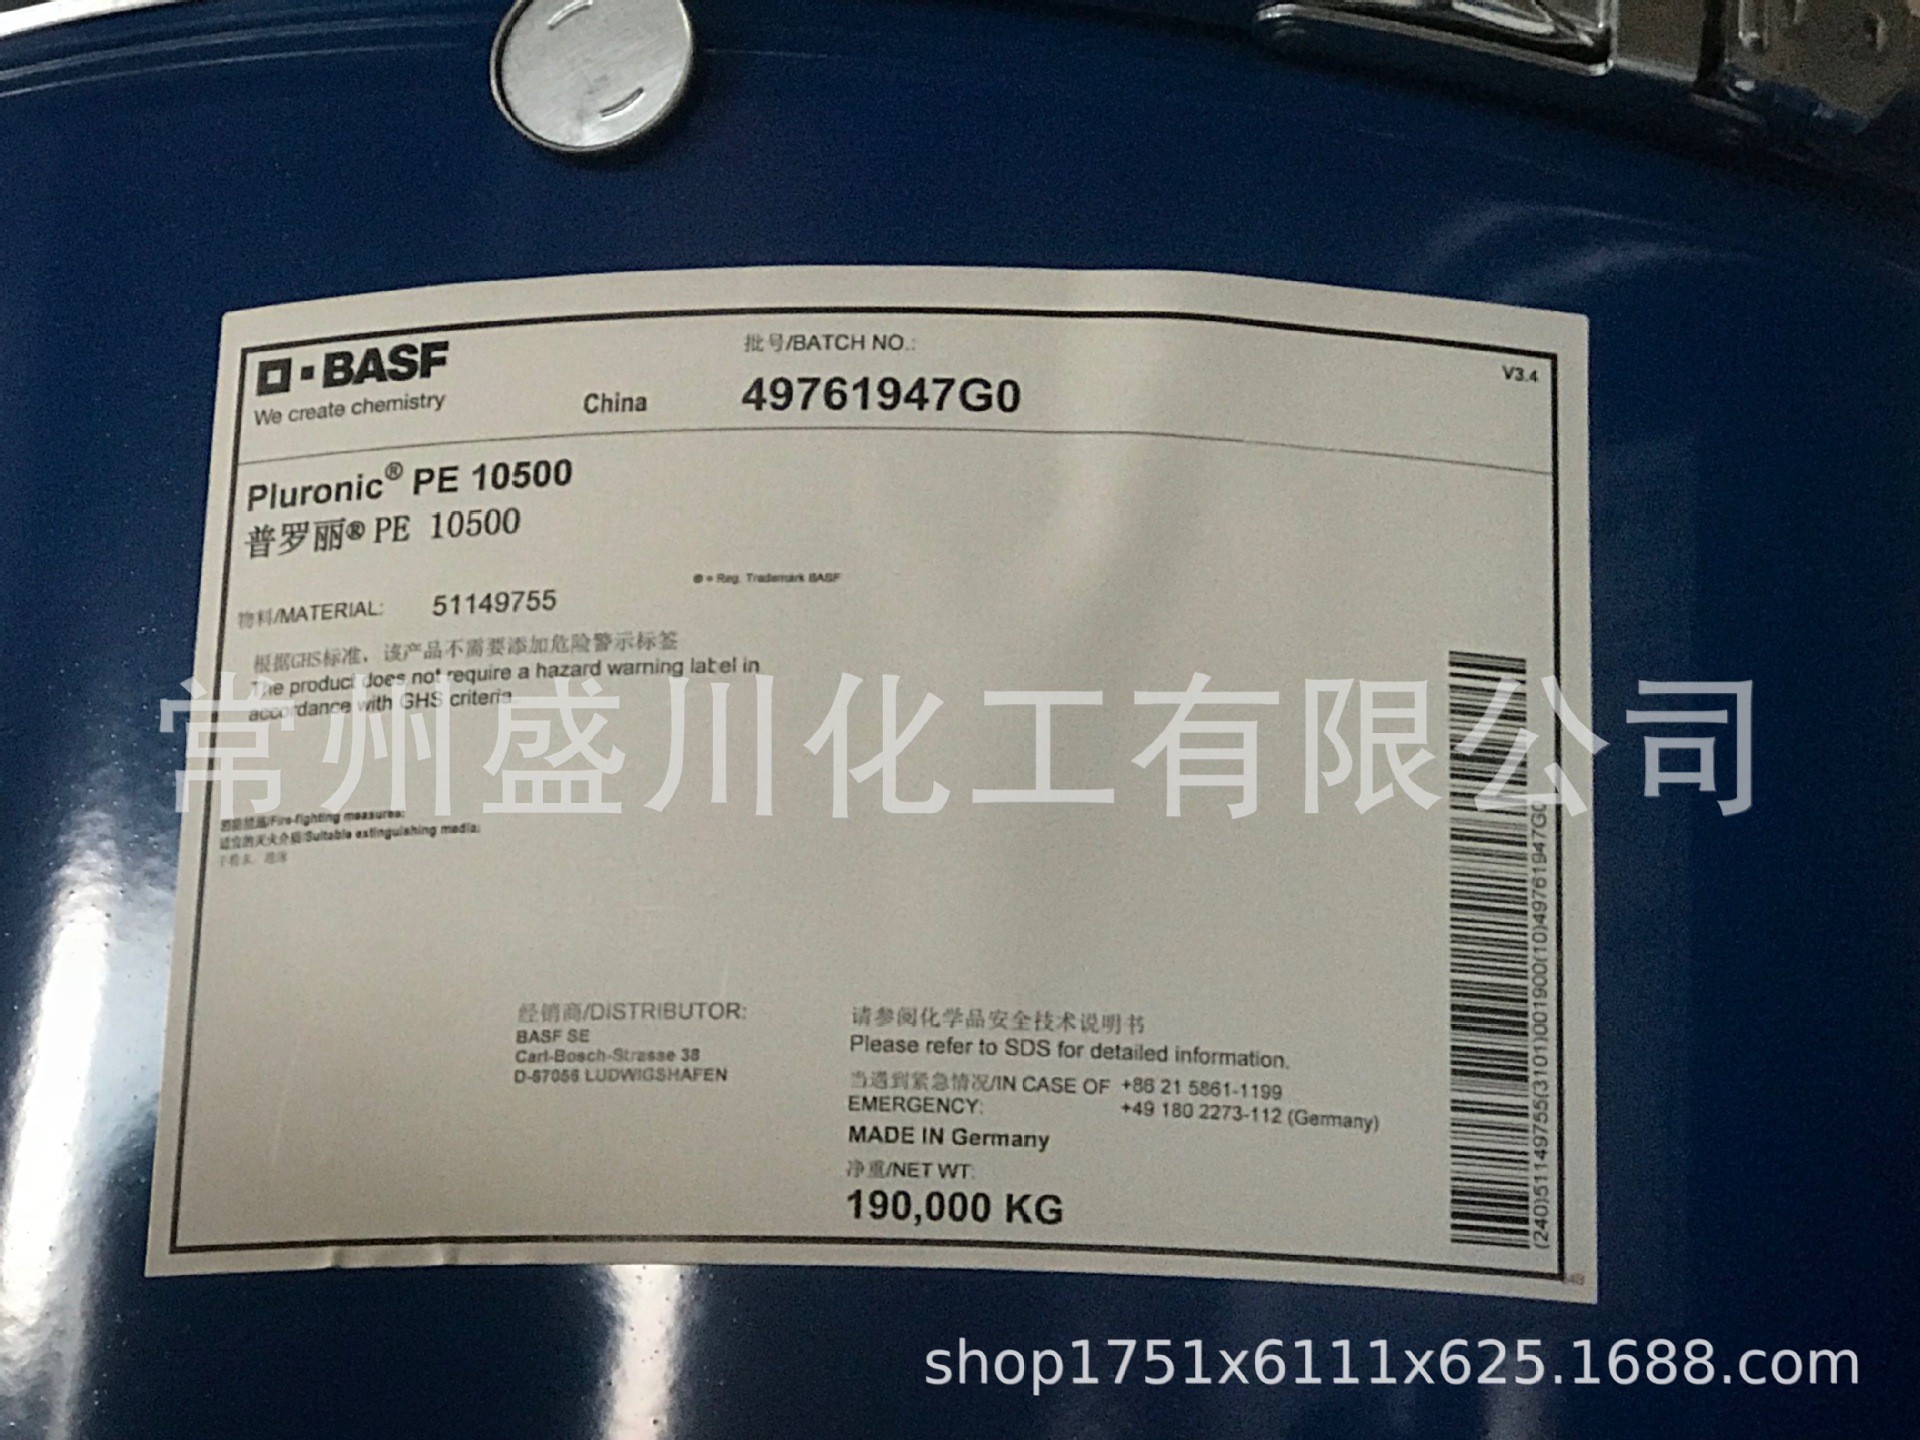 BASF
We create chemistry
China
批号/BATCH NO.:
49761947G0
V3.4
Pluronic® PE 10500
普罗丽® PE 10500
® = Reg. Trademark BASF
物料/MATERIAL: 51149755
根据GHS标准，该产品不需要添加危险警示标签
The product does not require a hazard warning label in
accordance with GHS criteria.
常州盛川化工有限公司
消防措施/Fire-fighting measures:
适宜的灭火介质/Suitable extinguishing media:
经销商/DISTRIBUTOR:
BASF SE
Carl-Bosch-Strasse 38
D-67056 LUDWIGSHAFEN
请参阅化学品安全技术说明书
Please refer to SDS for detailed information.
当遇到紧急情况/IN CASE OF +86 21 5861-1199
EMERGENCY: +49 180 2273-112 (Germany)
MADE IN Germany
净重/NET WT:
190,000 KG
(240)51149755(3101)001900(10)49761947G0
shop1751x6111x625.1688.com